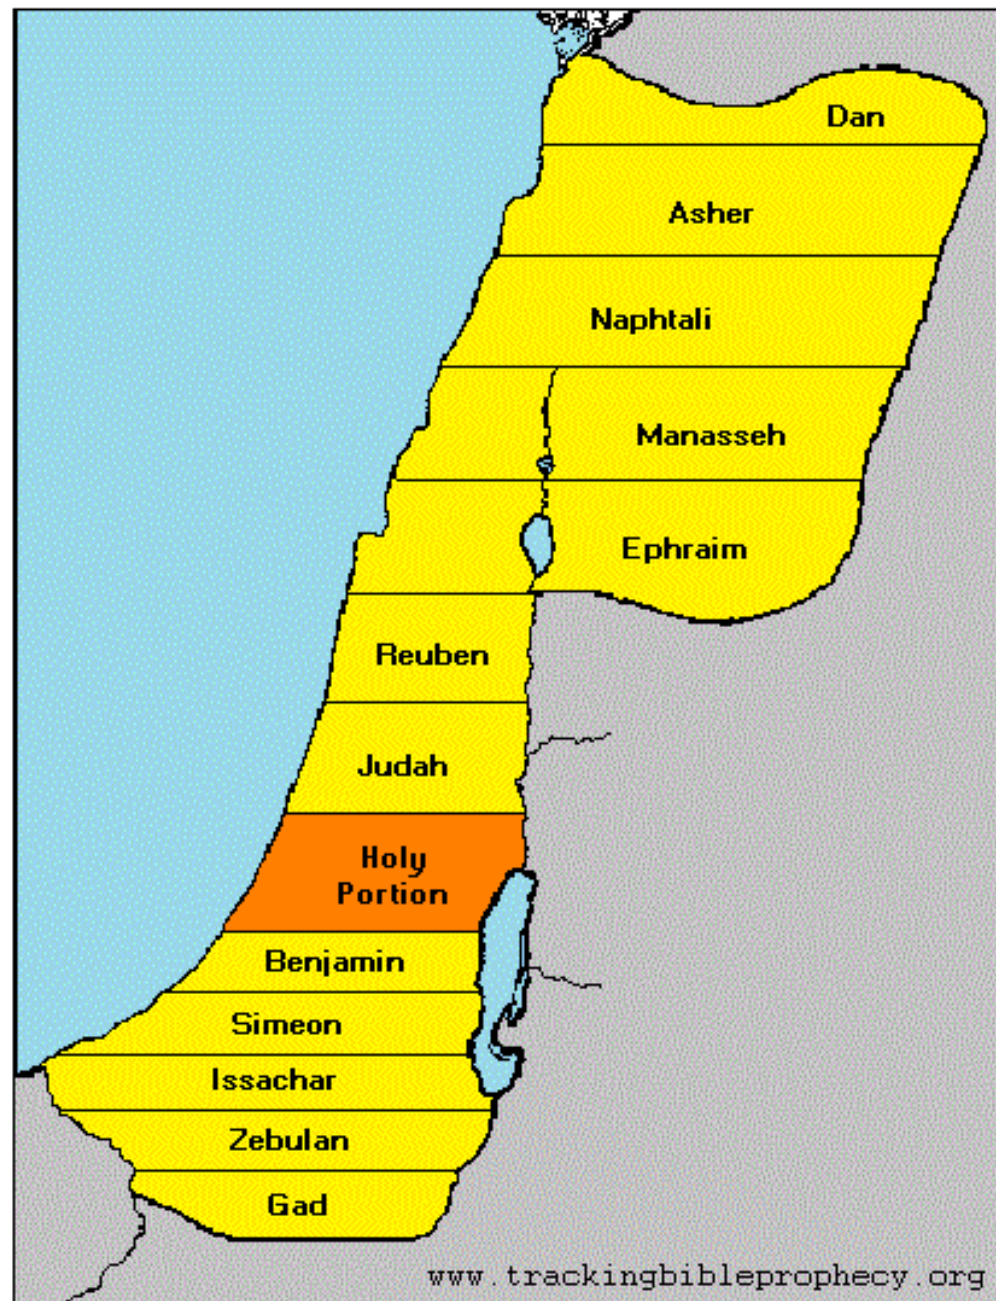 Dan
Asher
Naphtali
Manasseh
Ephraim
Reuben
Judah
Holy
Portion
Benjamin
Simeon
Issachar
Zebulan
Gad
www.trackingbibleprophecy.org